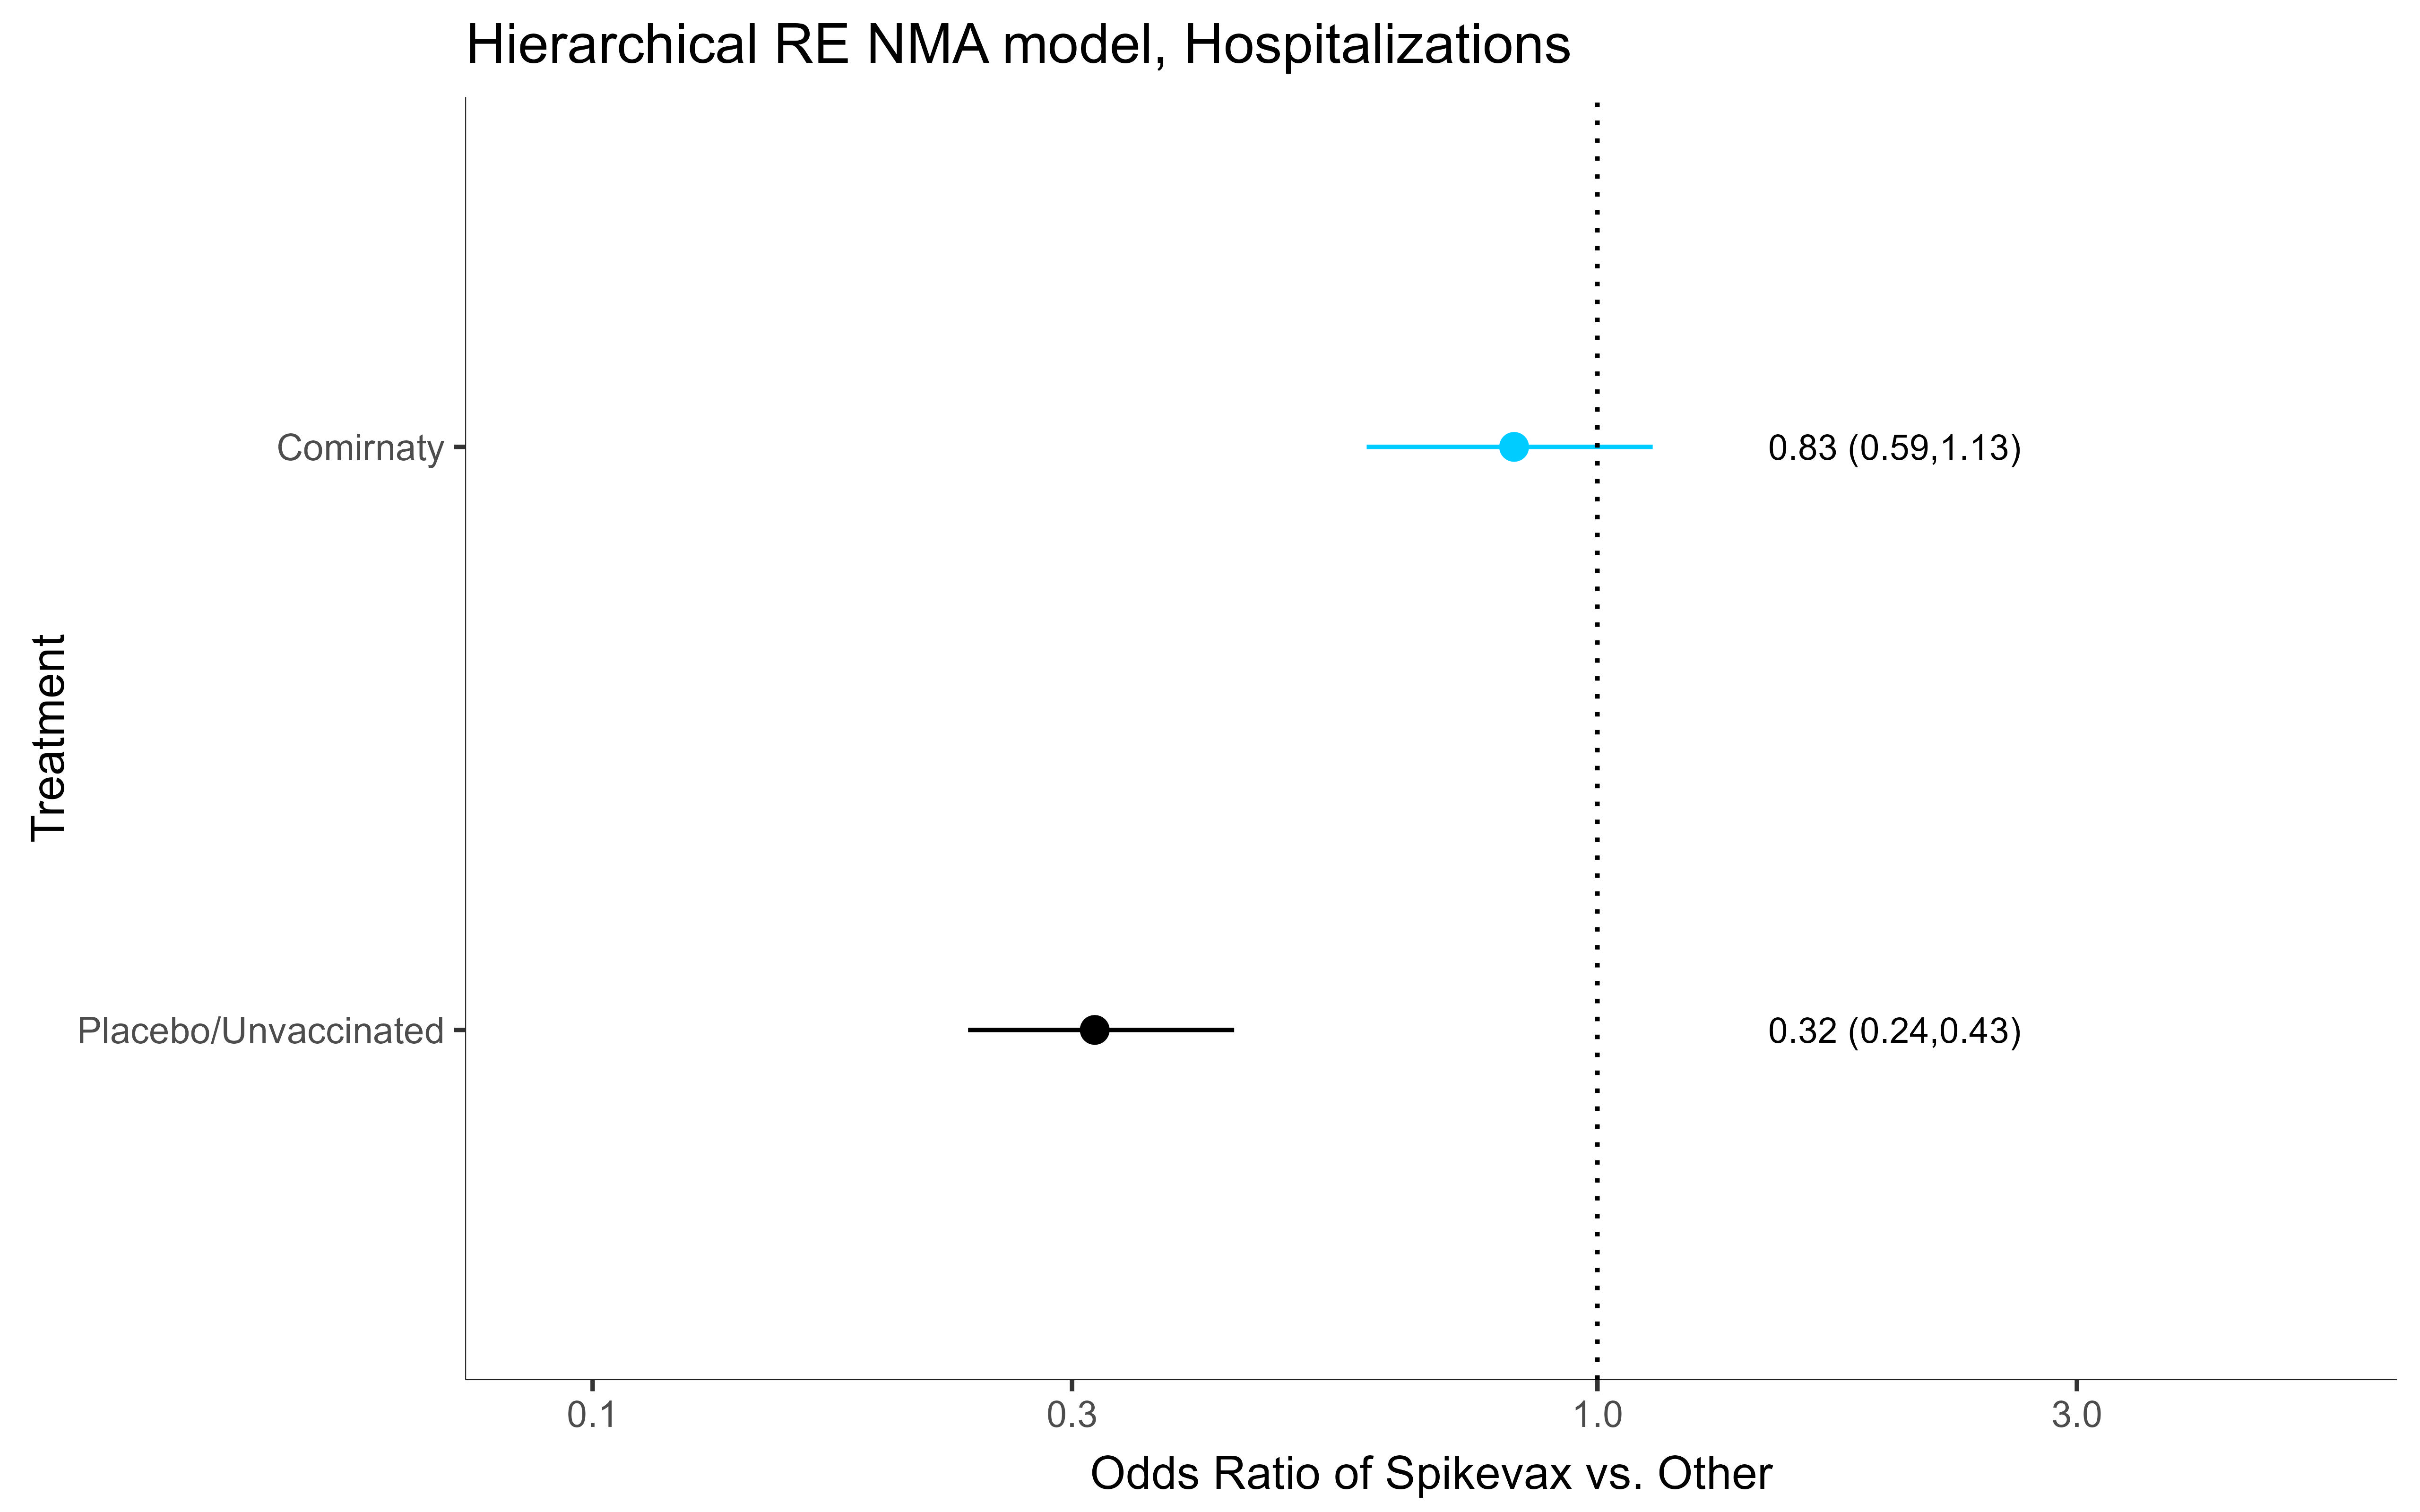 Hierarchical RE NMA model, Hospitalizations
Treatment
Comirnaty
0.83 (0.59,1.13)
Placebo/Unvaccinated
0.32 (0.24,0.43)
0.1
0.3
1.0
3.0
Odds Ratio of Spikevax vs. Other